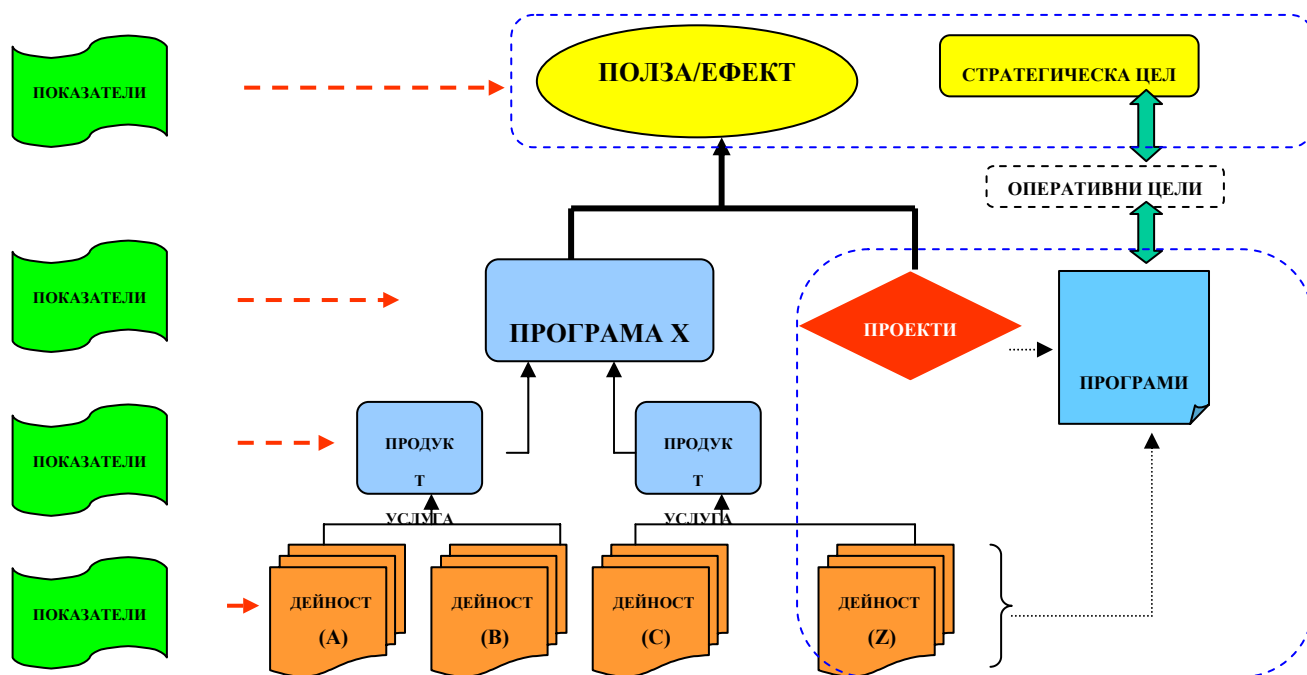 ПОКАЗАТЕЛИ
ПОЛЗА/ЕФЕКТ
СТРАТЕГИЧЕСКА ЦЕЛ
ОПЕРАТИВНИ ЦЕЛИ
ПОКАЗАТЕЛИ
ПРОГРАМА X
ПРОЕКТИ
ПРОГРАМИ
ПОКАЗАТЕЛИ
ПРОДУК
Т
УСЛУГА
ПРОДУК
Т
УСЛУГА
ПОКАЗАТЕЛИ
ДЕЙНОСТ
(A)
ДЕЙНОСТ
(B)
ДЕЙНОСТ
(C)
ДЕЙНОСТ
(Z)